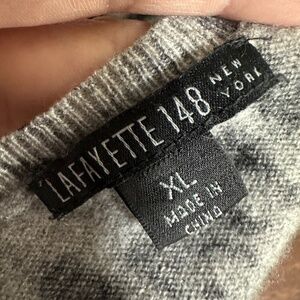 LAFAYETTE 148 NEW YORK
XL
MADE IN
CHINA